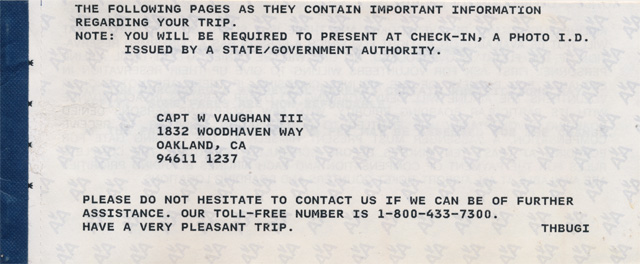 THE FOLLOWING PAGES AS THEY CONTAIN IMPORTANT INFORMATION
REGARDING YOUR TRIP.
NOTE: YOU WILL BE REQUIRED TO PRESENT AT CHECK-IN, A PHOTO I.D.
ISSUED BY A STATE/GOVERNMENT AUTHORITY.
CAPT W VAUGHAN III
1832 WOODHAVEN WAY
OAKLAND, CA
94611 1237
PLEASE DO NOT HESITATE TO CONTACT US IF WE CAN BE OF FURTHER
ASSISTANCE. OUR TOLL-FREE NUMBER IS 1-800-433-7300.
HAVE A VERY PLEASANT TRIP. THBUGI